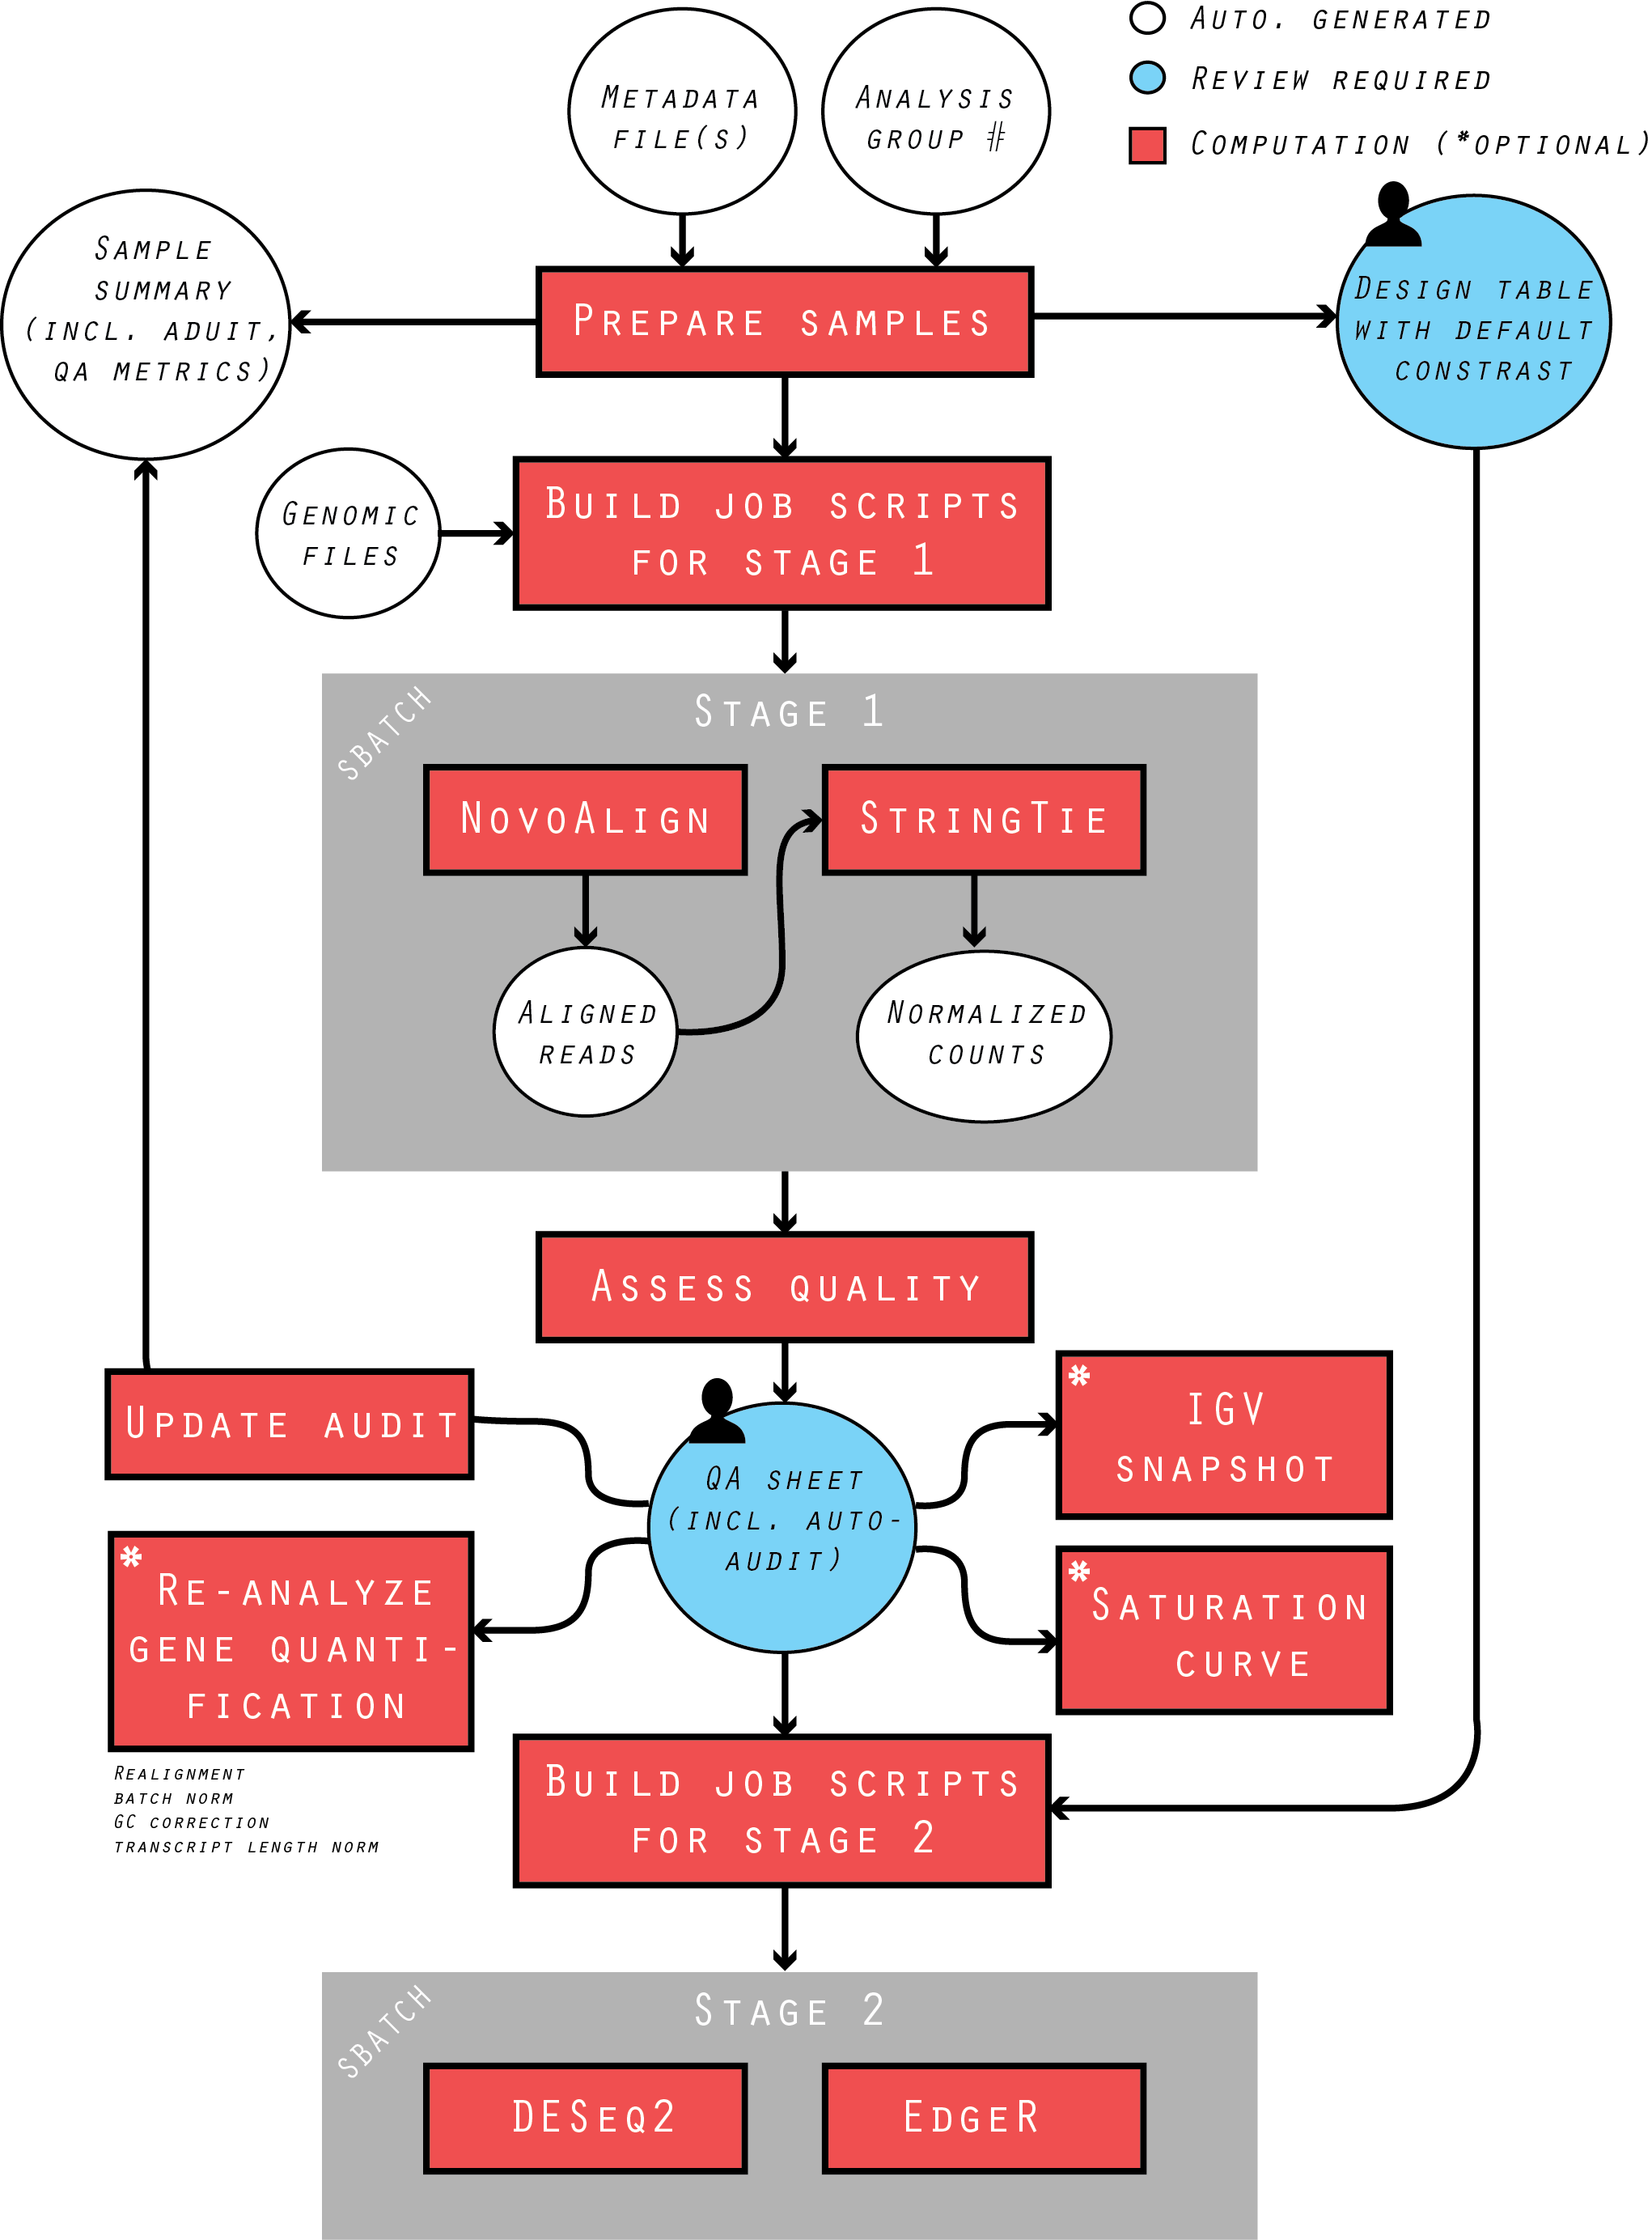 Metadata
file(s)
Analysis
group #
Auto. generated
Review required
Computation (*optional)
Sample
summary
(incl. aduit,
QA metrics)
Prepare samples
Design table
with default
constrast
Genomic
files
Build job scripts
for stage 1
SBATCH
Stage 1
NovoAlign
StringTie
Aligned
reads
Normalized
counts
Assess quality
Update audit
QA sheet
(incl. auto-
audit)
*
IGV
snapshot
*
Re-analyze
gene quanti-
fication
*
Saturation
curve
Realignment
batch norm
GC correction
transcript length norm
Build job scripts
for stage 2
SBATCH
Stage 2
DESeq2
EdgeR